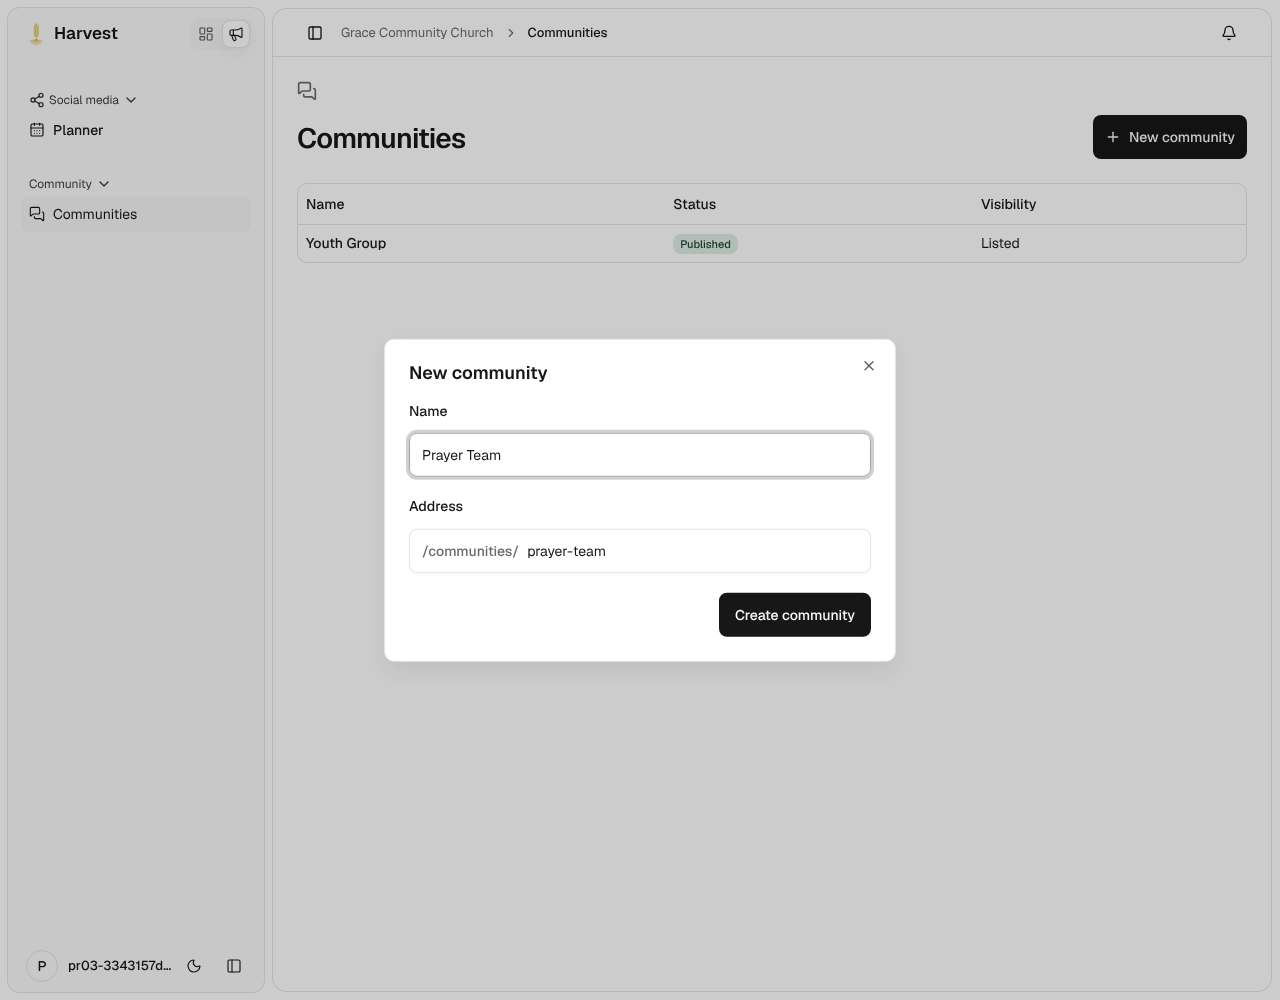 Harvest
Social media
Planner
Community
Communities
Grace Community Church > Communities
Communities
New community
Name Status Visibility
Youth Group Published Listed
New community
Name
Prayer Team
Address
/communities/ prayer-team
Create community
P pr03-3343157d...